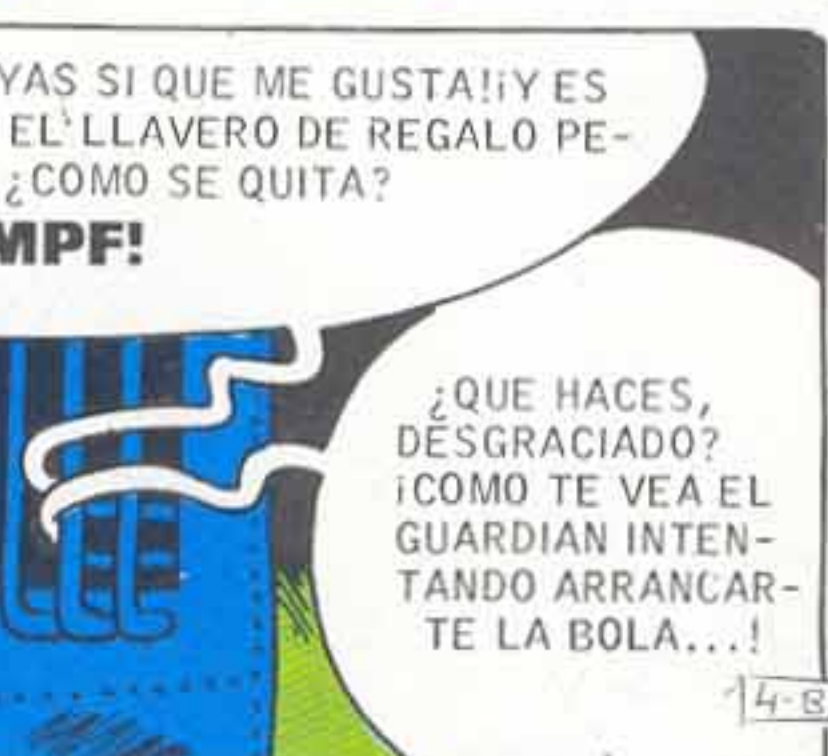 YAS SI QUE ME GUSTA!¡Y ES
EL LLAVERO DE REGALO PE-
¿COMO SE QUITA?
MPF!
¿QUE HACES,
DESGRACIADO?
¡COMO TE VEA EL
GUARDIAN INTEN-
TANDO ARRANCAR-
TE LA BOLA...!
14-B